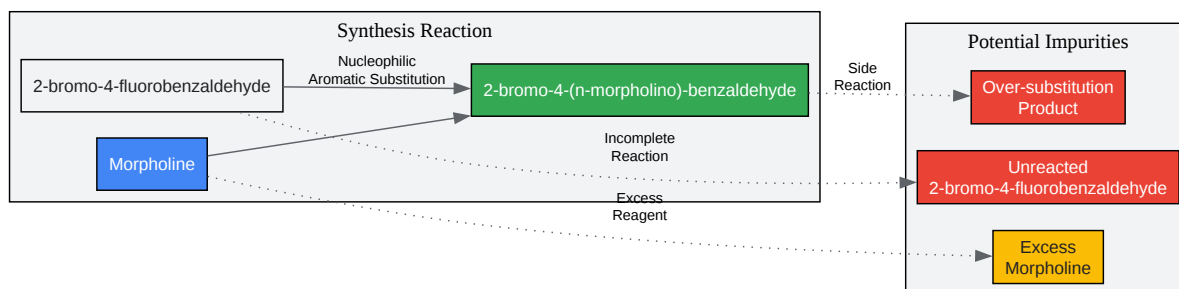 Synthesis Reaction
Potential Impurities
2-bromo-4-fluorobenzaldehyde
Nucleophilic
Aromatic Substitution
2-bromo-4-(n-morpholino)-benzaldehyde
Side
Reaction
Over-substitution
Product
Morpholine
Incomplete
Reaction
Unreacted
2-bromo-4-fluorobenzaldehyde
Excess
Reagent
Excess
Morpholine